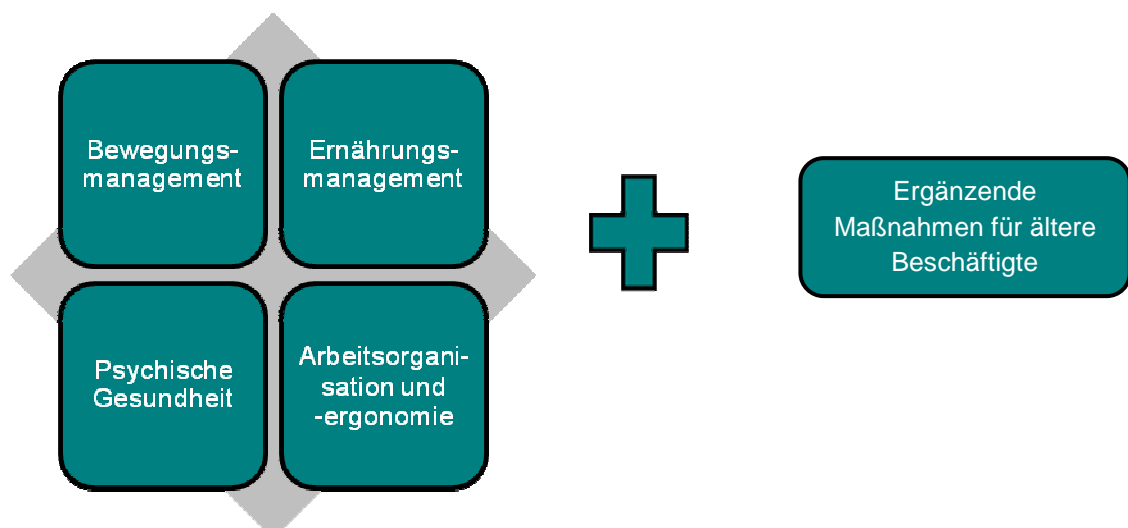 Bewegungs-
management
Ernährungs-
management
Psychische
Gesundheit
Arbeitsorgani-
sation und
-ergonomie
Ergänzende
Maßnahmen für ältere
Beschäftigte